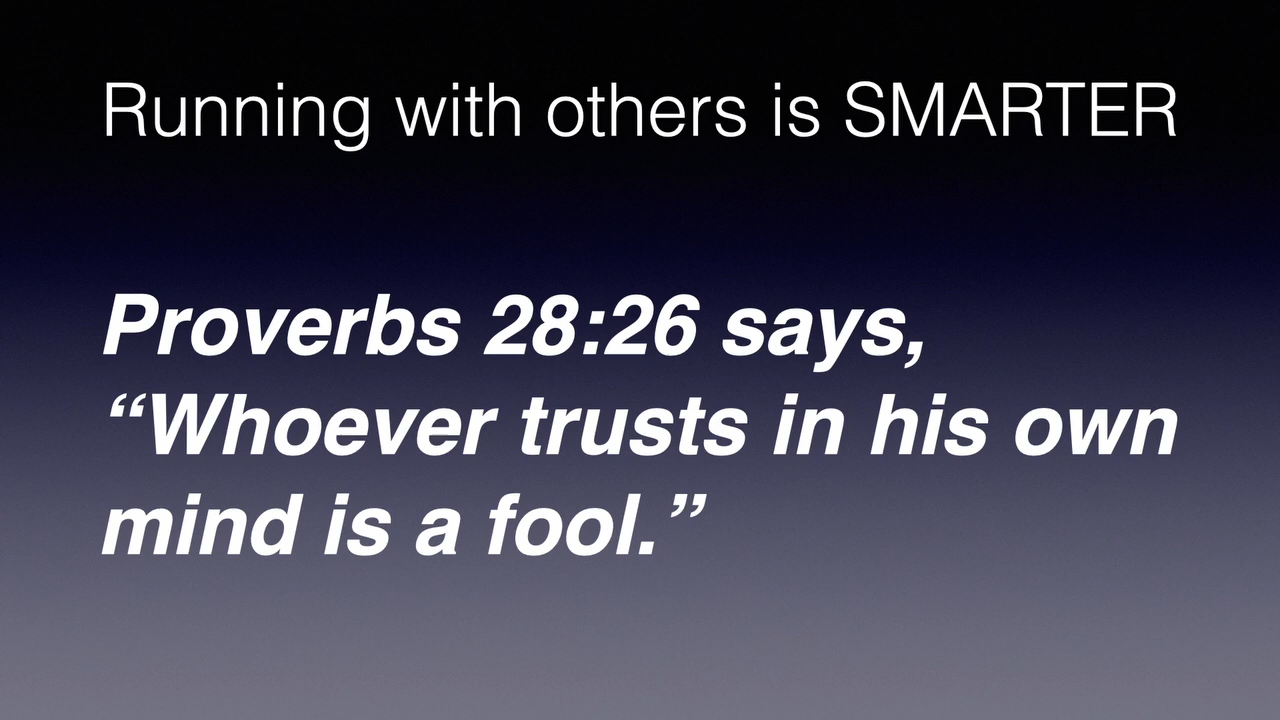 Running with others is SMARTER
Proverbs 28:26 says,
“Whoever trusts in his own
mind is a fool.”